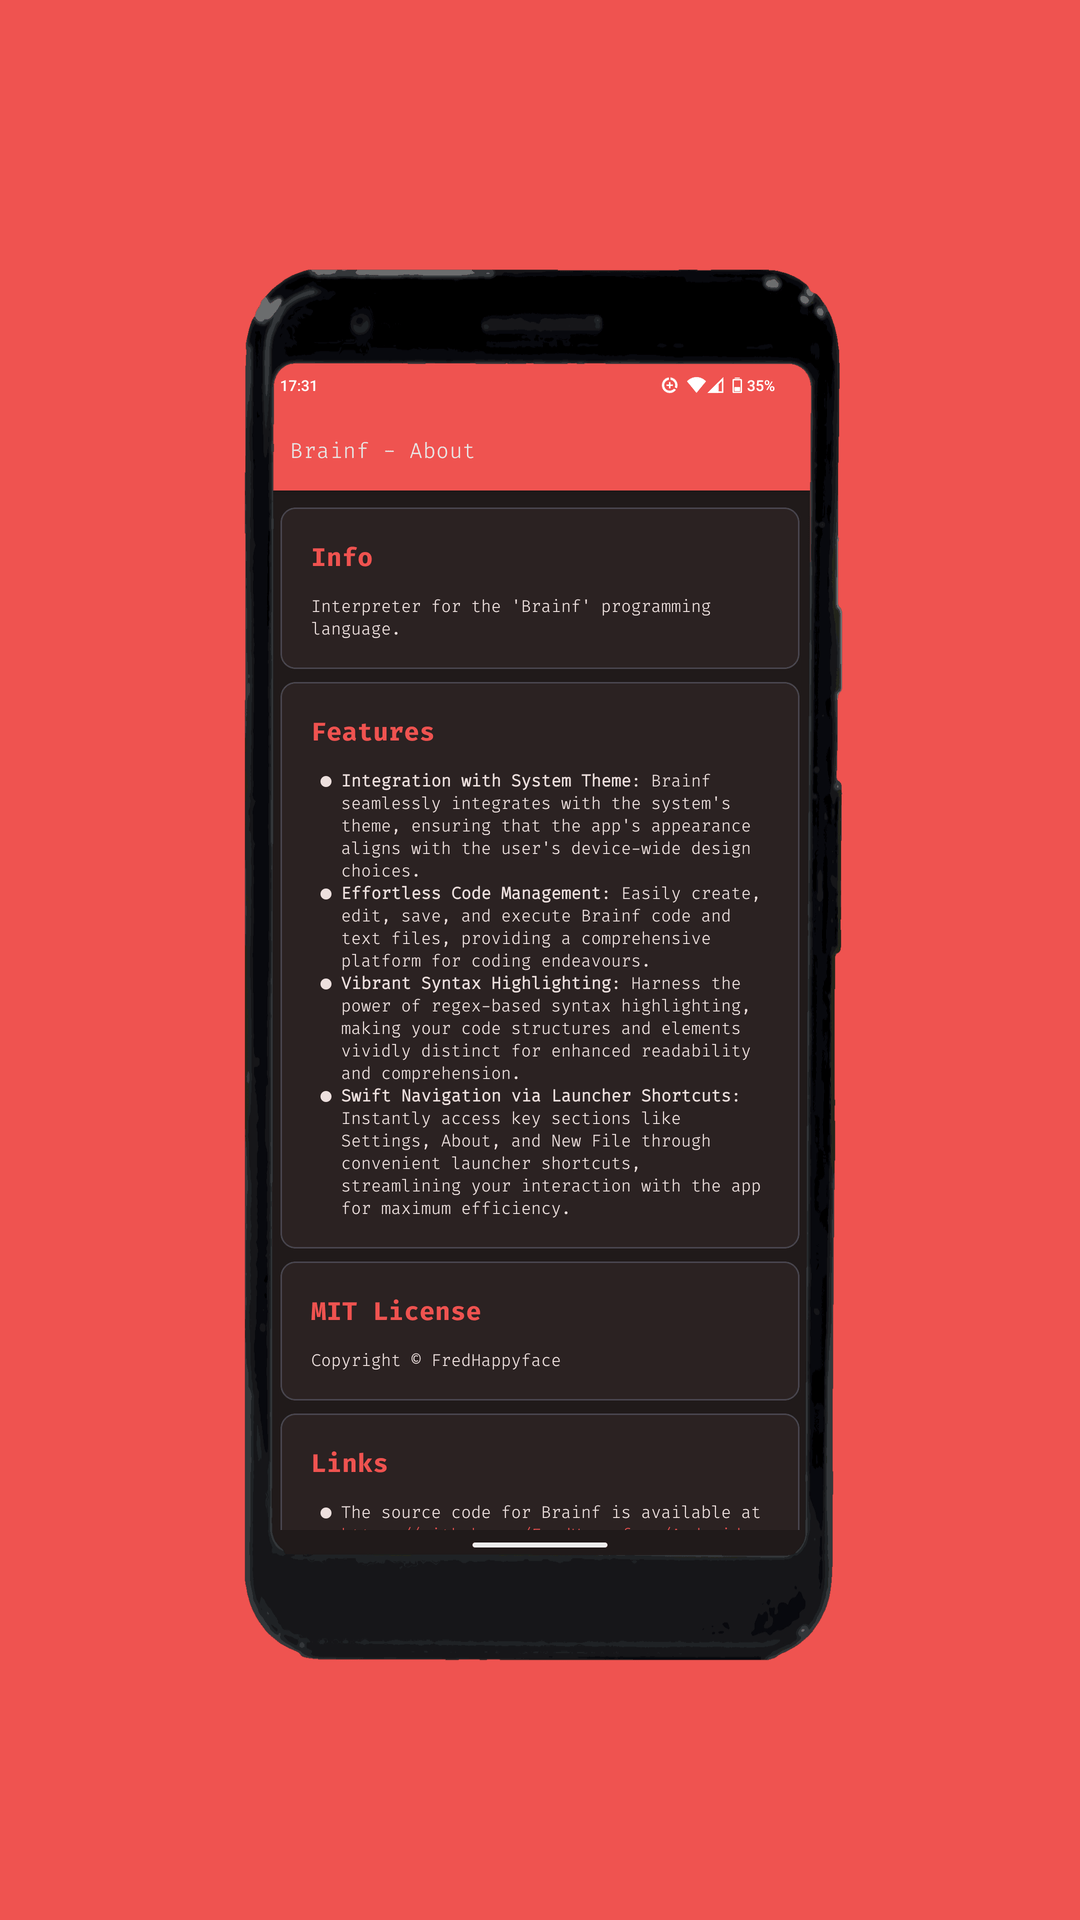 17:31
35%
Brainf - About
Info
Interpreter for the 'Brainf' programming
language.
Features
● Integration with System Theme: Brainf
seamlessly integrates with the system's
theme, ensuring that the app's appearance
aligns with the user's device-wide design
choices.
● Effortless Code Management: Easily create,
edit, save, and execute Brainf code and
text files, providing a comprehensive
platform for coding endeavours.
● Vibrant Syntax Highlighting: Harness the
power of regex-based syntax highlighting,
making your code structures and elements
vividly distinct for enhanced readability
and comprehension.
● Swift Navigation via Launcher Shortcuts:
Instantly access key sections like
Settings, About, and New File through
convenient launcher shortcuts,
streamlining your interaction with the app
for maximum efficiency.
MIT License
Copyright © FredHappyface
Links
● The source code for Brainf is available at